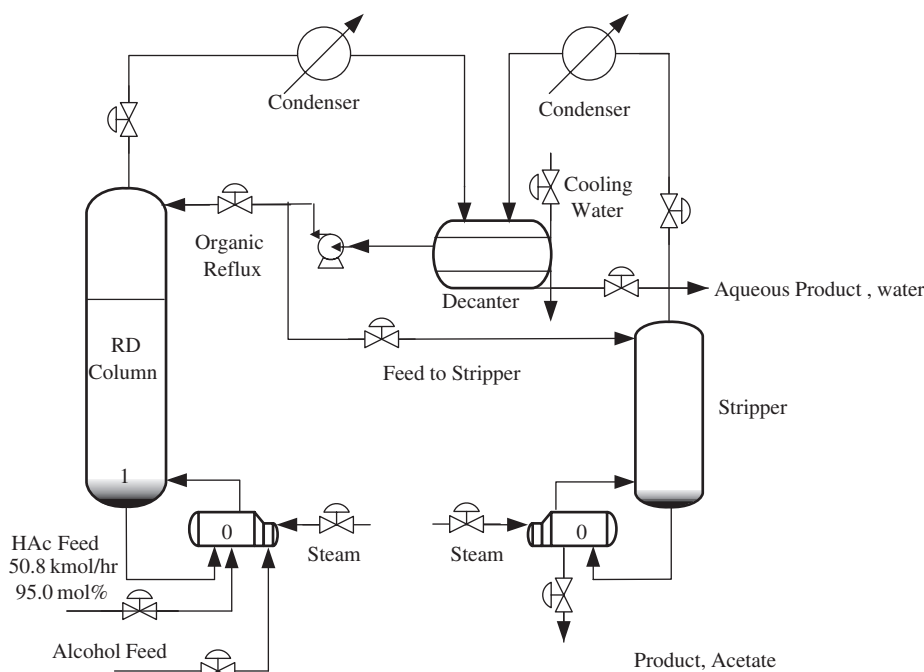 Condenser
Condenser
Cooling
Water
Organic
Reflux
Decanter
Aqueous Product , water
RD
Column
Feed to Stripper
Stripper
1
0
0
HAc Feed
50.8 kmol/hr
95.0 mol%
Steam
Steam
Alcohol Feed
Product, Acetate